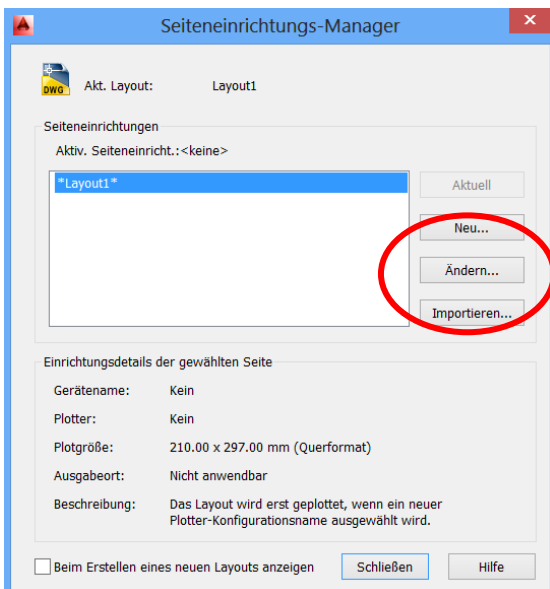 Seiteneinrichtungs-Manager
DWG
Akt. Layout: Layout1
Seiteneinrichtungen
Aktiv. Seiteneinricht.:<keine>
*Layout1*
Aktuell
Neu...
Ändern...
Importieren...
Einrichtungsdetails der gewählten Seite
Gerätename: Kein
Plotter: Kein
Plotgröße: 210.00 x 297.00 mm (Querformat)
Ausgabeort: Nicht anwendbar
Beschreibung: Das Layout wird erst geplottet, wenn ein neuer
Plotter-Konfigurationsname ausgewählt wird.
Beim Erstellen eines neuen Layouts anzeigen
Schließen
Hilfe